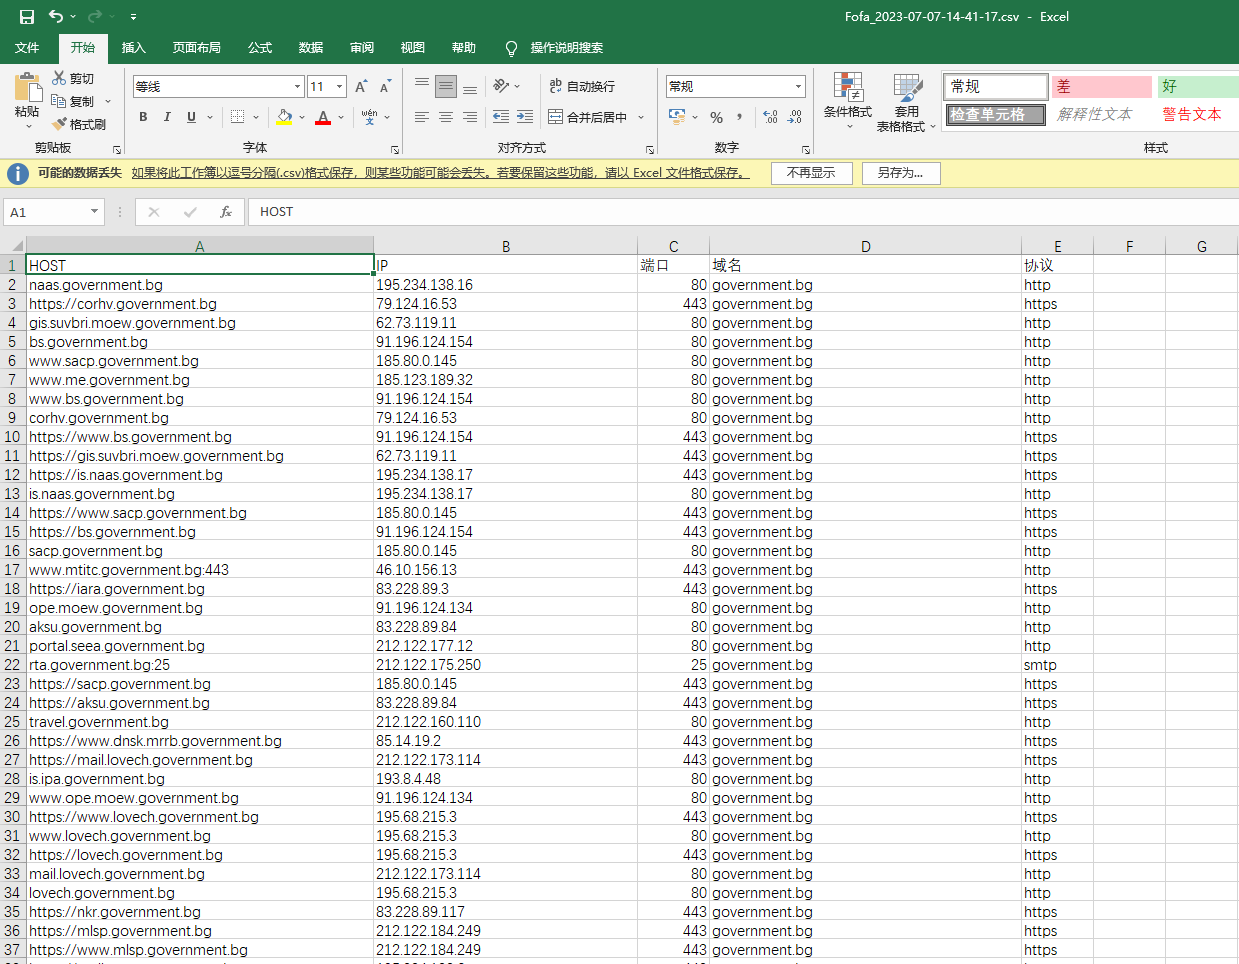 Fofa_2023-07-07-14-41-17.csv - Excel
文件 开始 插入 页面布局 公式 数据 审阅 视图 帮助 操作说明搜索
粘贴 剪切 复制 格式刷 剪贴板
等线 11 B I U wén 字体
自动换行 合并后居中 对齐方式
常规 % 数字
条件格式 套用表格格式 常规 差 好 检查单元格 解释性文本 警告文本 样式
可能的数据丢失 如果将此工作簿以逗号分隔(.csv)格式保存，则某些功能可能会丢失。若要保留这些功能，请以 Excel 文件格式保存。 不再显示 另存为...
A1 fx HOST
A B C D E F G
1 HOST IP 端口 域名 协议
2 naas.government.bg 195.234.138.16 80 government.bg http
3 https://corhv.government.bg 79.124.16.53 443 government.bg https
4 gis.suvbri.moew.government.bg 62.73.119.11 80 government.bg http
5 bs.government.bg 91.196.124.154 80 government.bg http
6 www.sacp.government.bg 185.80.0.145 80 government.bg http
7 www.me.government.bg 185.123.189.32 80 government.bg http
8 www.bs.government.bg 91.196.124.154 80 government.bg http
9 corhv.government.bg 79.124.16.53 80 government.bg http
10 https://www.bs.government.bg 91.196.124.154 443 government.bg https
11 https://gis.suvbri.moew.government.bg 62.73.119.11 443 government.bg https
12 https://is.naas.government.bg 195.234.138.17 443 government.bg https
13 is.naas.government.bg 195.234.138.17 80 government.bg http
14 https://www.sacp.government.bg 185.80.0.145 443 government.bg https
15 https://bs.government.bg 91.196.124.154 443 government.bg https
16 sacp.government.bg 185.80.0.145 80 government.bg http
17 www.mtitc.government.bg:443 46.10.156.13 443 government.bg http
18 https://iara.government.bg 83.228.89.3 443 government.bg https
19 ope.moew.government.bg 91.196.124.134 80 government.bg http
20 aksu.government.bg 83.228.89.84 80 government.bg http
21 portal.seea.government.bg 212.122.177.12 80 government.bg http
22 rta.government.bg:25 212.122.175.250 25 government.bg smtp
23 https://sacp.government.bg 185.80.0.145 443 government.bg https
24 https://aksu.government.bg 83.228.89.84 443 government.bg https
25 travel.government.bg 212.122.160.110 80 government.bg http
26 https://www.dnsk.mrrb.government.bg 85.14.19.2 443 government.bg https
27 https://mail.lovech.government.bg 212.122.173.114 443 government.bg https
28 is.ipa.government.bg 193.8.4.48 80 government.bg http
29 www.ope.moew.government.bg 91.196.124.134 80 government.bg http
30 https://www.lovech.government.bg 195.68.215.3 443 government.bg https
31 www.lovech.government.bg 195.68.215.3 80 government.bg http
32 https://lovech.government.bg 195.68.215.3 443 government.bg https
33 mail.lovech.government.bg 212.122.173.114 80 government.bg http
34 lovech.government.bg 195.68.215.3 80 government.bg http
35 https://nkr.government.bg 83.228.89.117 443 government.bg https
36 https://mlsp.government.bg 212.122.184.249 443 government.bg https
37 https://www.mlsp.government.bg 212.122.184.249 443 government.bg https